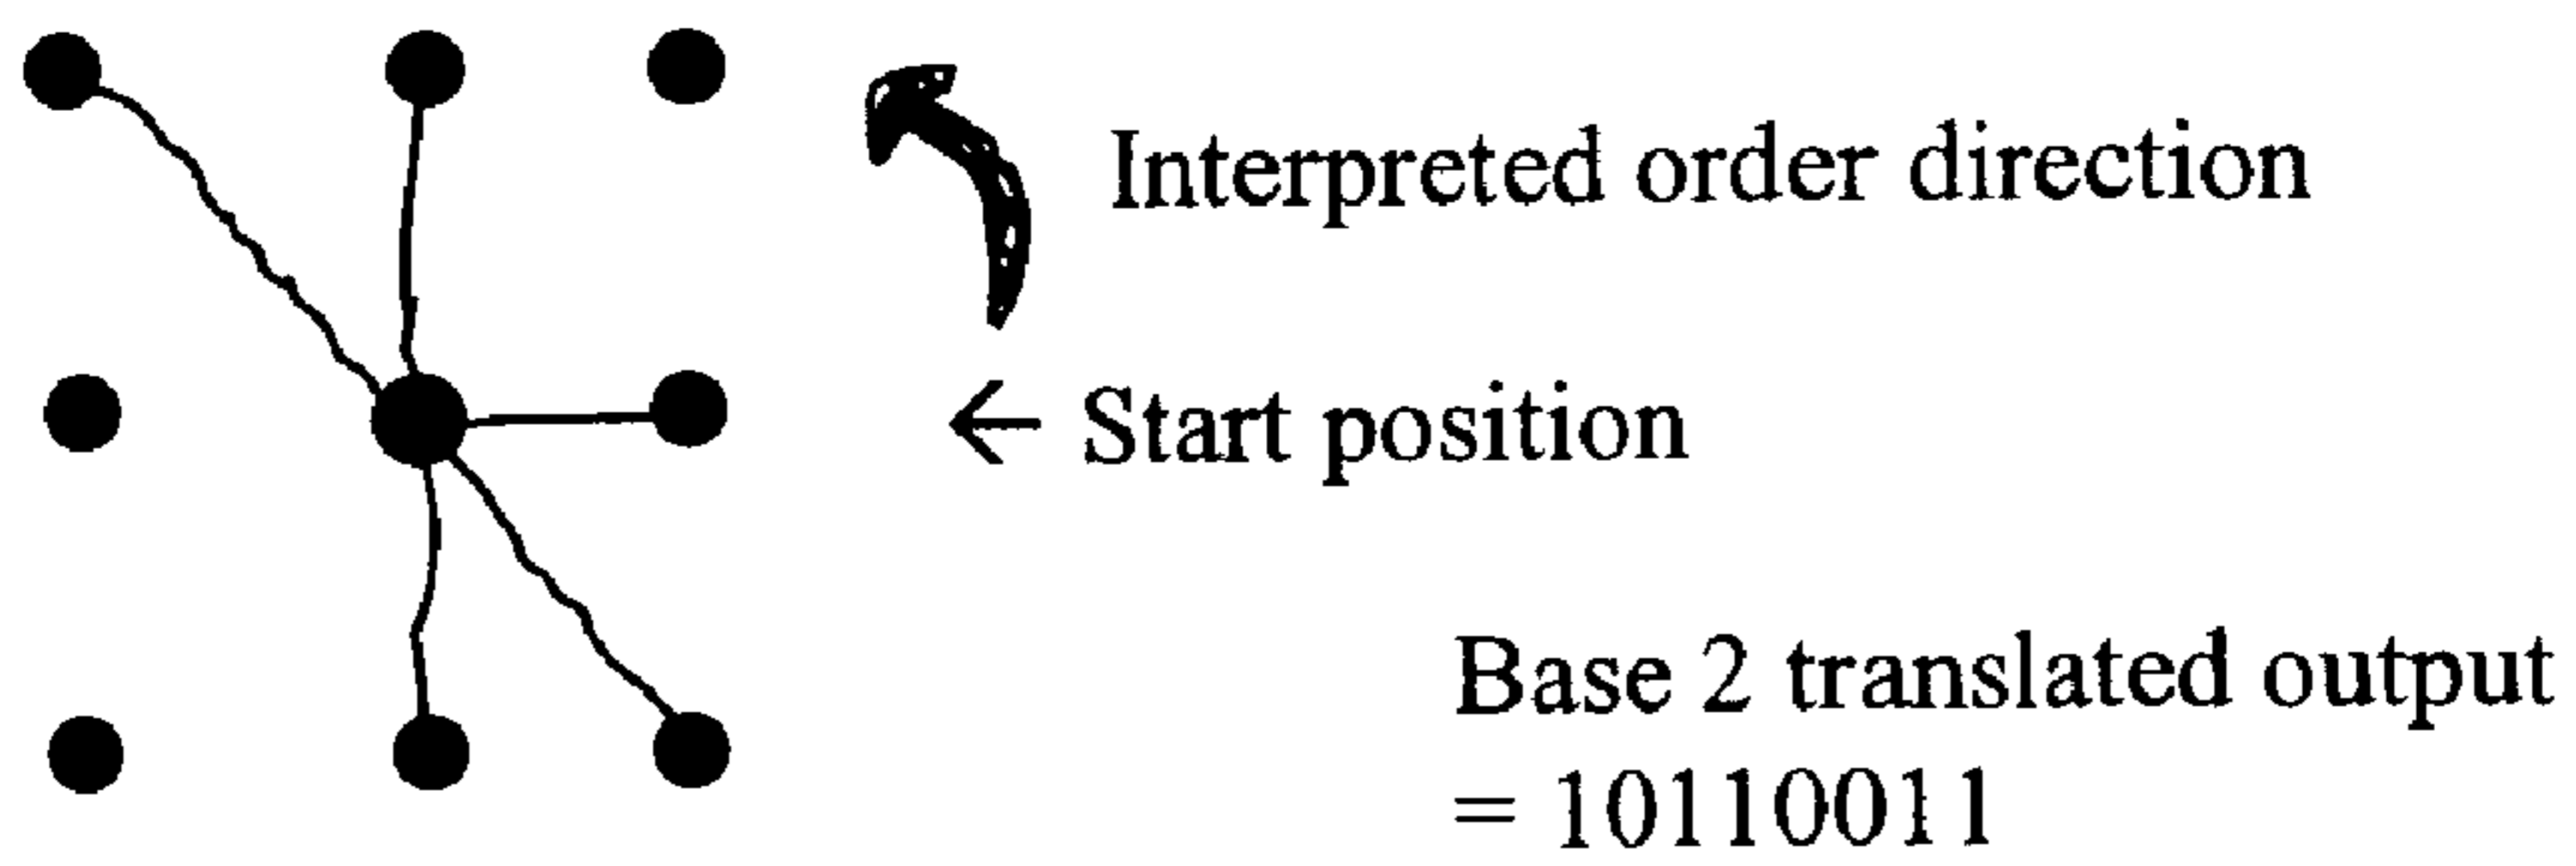 Interpreted order direction
← Start position
Base 2 translated output
= 10110011